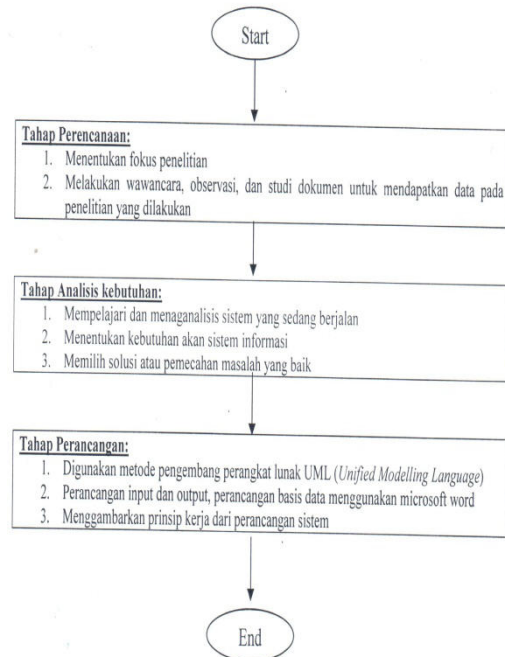 Start
Tahap Perencanaan:
1. Menentukan fokus penelitian
2. Melakukan wawancara, observasi, dan studi dokumen untuk mendapatkan data pada
penelitian yang dilakukan
Tahap Analisis kebutuhan:
1. Mempelajari dan menaganalisis sistem yang sedang berjalan
2. Menentukan kebutuhan akan sistem informasi
3. Memilih solusi atau pemecahan masalah yang baik
Tahap Perancangan:
1. Digunakan metode pengembang perangkat lunak UML (Unified Modelling Language)
2. Perancangan input dan output, perancangan basis data menggunakan microsoft word
3. Menggambarkan prinsip kerja dari perancangan sistem
End